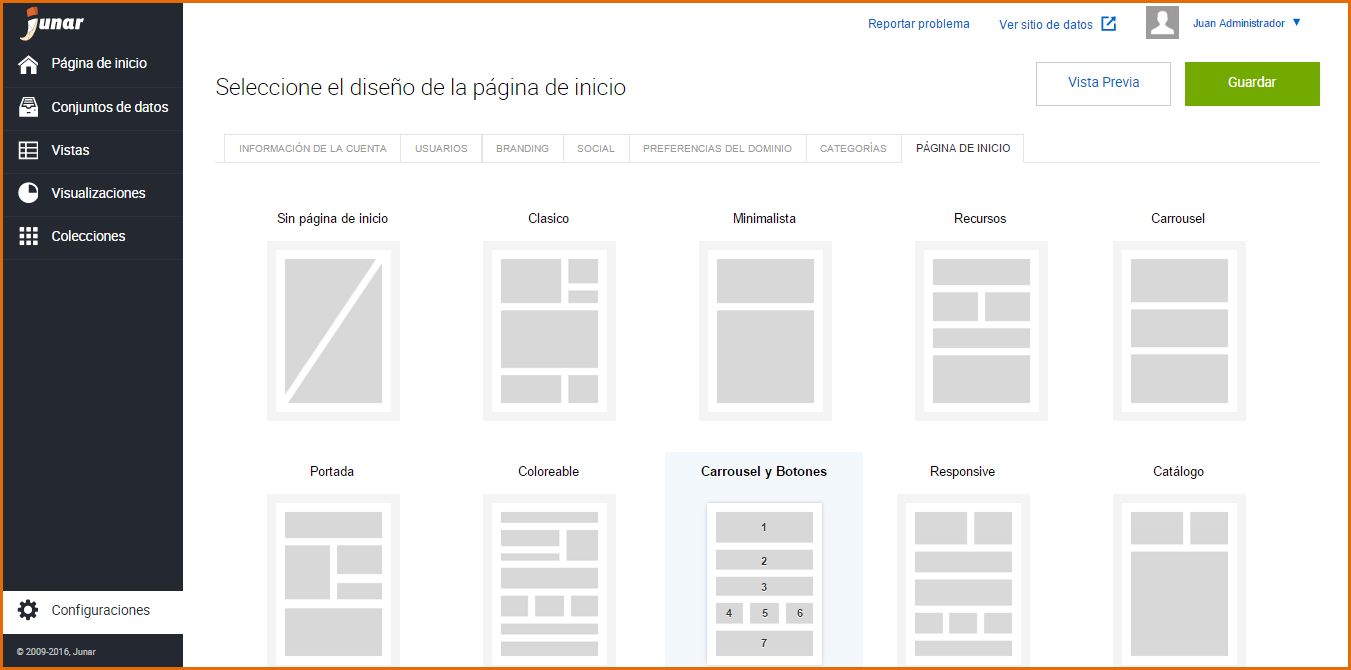 Junar
Reportar problema
Ver sitio de datos
Juan Administrador
Página de inicio
Conjuntos de datos
Vistas
Visualizaciones
Colecciones
Seleccione el diseño de la página de inicio
Vista Previa
Guardar
INFORMACIÓN DE LA CUENTA
USUARIOS
BRANDING
SOCIAL
PREFERENCIAS DEL DOMINIO
CATEGORÍAS
PÁGINA DE INICIO
Sin página de inicio
Clasico
Minimalista
Recursos
Carrousel
Portada
Coloreable
Carrousel y Botones
Responsive
Catálogo
1
2
3
4 5 6
7
Configuraciones
© 2009-2016, Junar